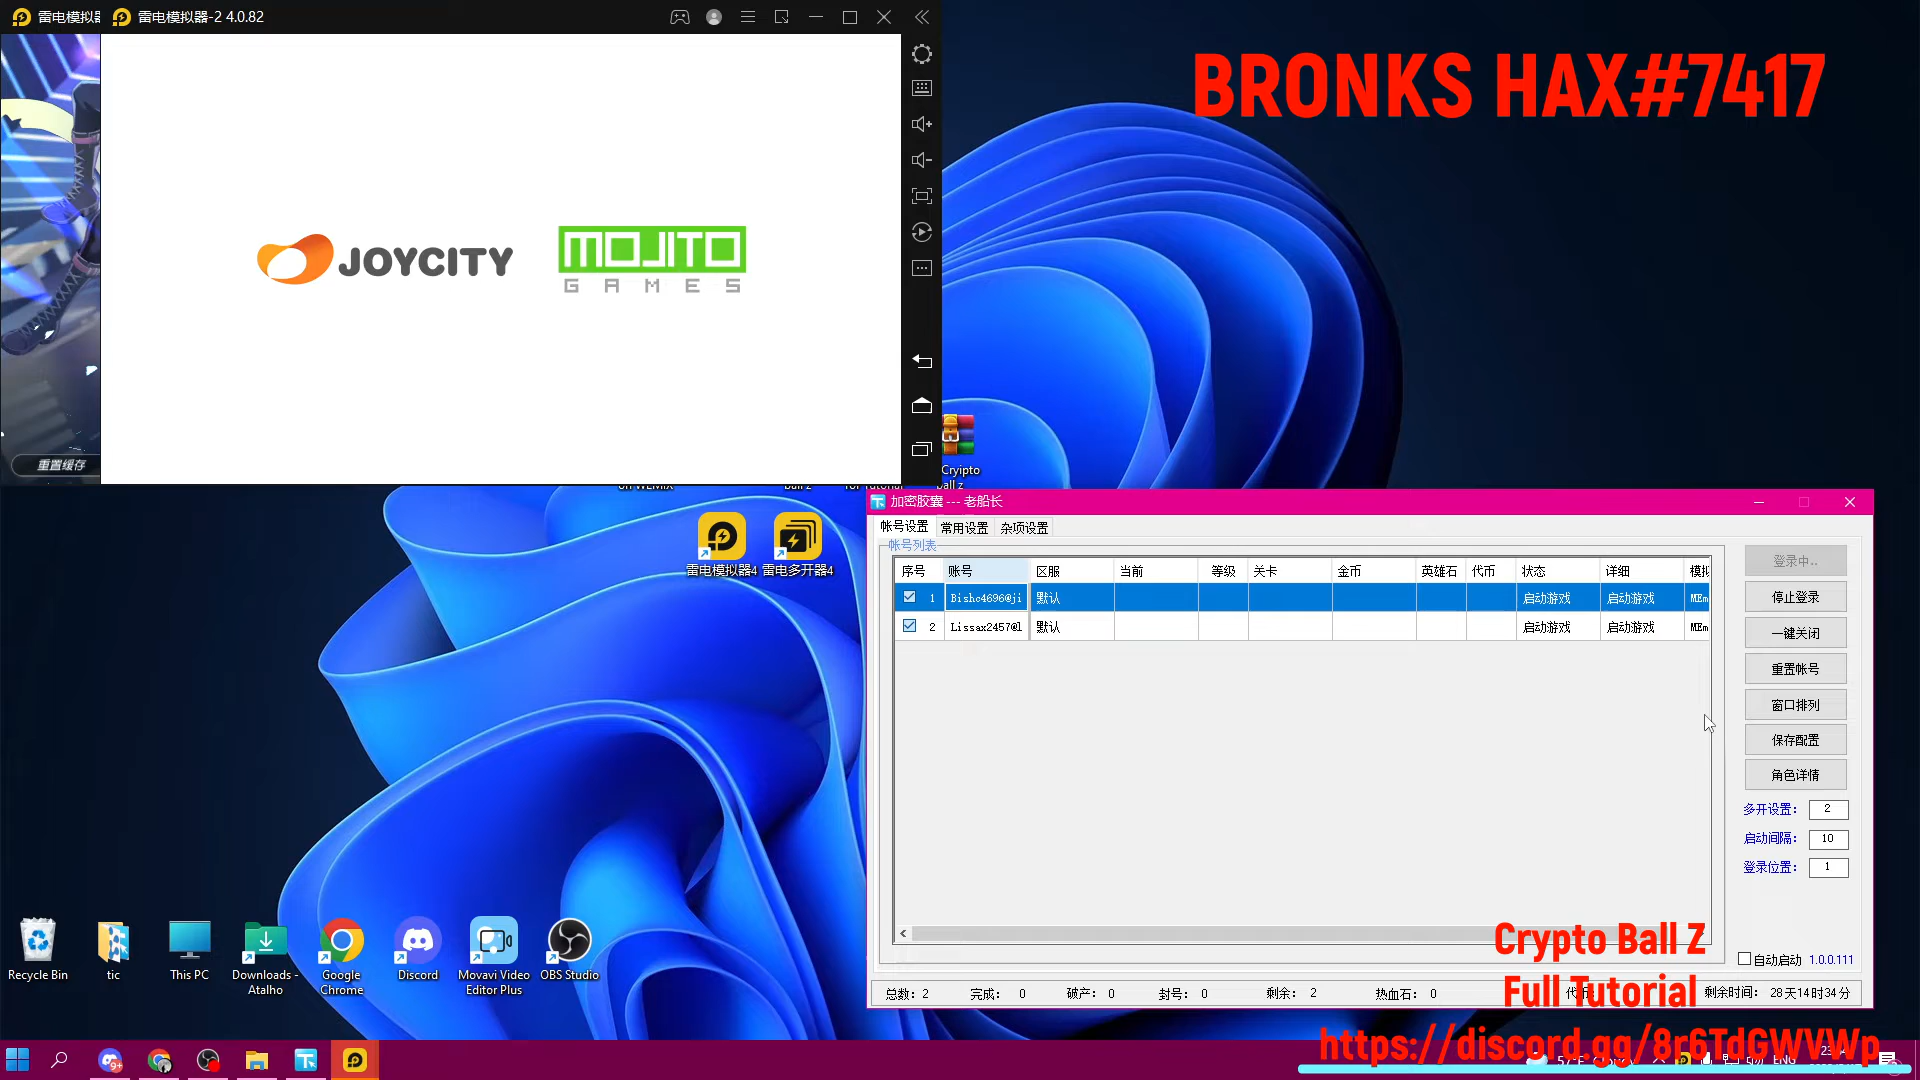 雷电模拟器 雷电模拟器-2 4.0.82
BRONKS HAX#7417
JOYCITY
MOJITO
GAMES
重置缓存
Cryipto
ball z
雷电模拟器4 雷电多开器4
加密胶囊 --- 老船长
帐号设置 常用设置 杂项设置
帐号列表
序号 账号 区服 当前 等级 关卡 金币 英雄石 代币 状态 详细 模拟
1 Bishc4696@ji 默认 启动游戏 启动游戏 MEm
2 Lissax2457@l 默认 启动游戏 启动游戏 MEm
登录中..
停止登录
一键关闭
重置帐号
窗口排列
保存配置
角色详情
多开设置: 2
启动间隔: 10
登录位置: 1
自动启动 1.0.0.111
总数: 2 完成: 0 破产: 0 封号: 0 剩余: 2 热血石: 0 剩余时间: 28天14时34分
Crypto Ball Z
Full Tutorial
https://discord.gg/8r6TdGWVWp
Recycle Bin
tic
This PC
Downloads -
Atalho
Google
Chrome
Discord
Movavi Video
Editor Plus
OBS Studio
57°F
ENG